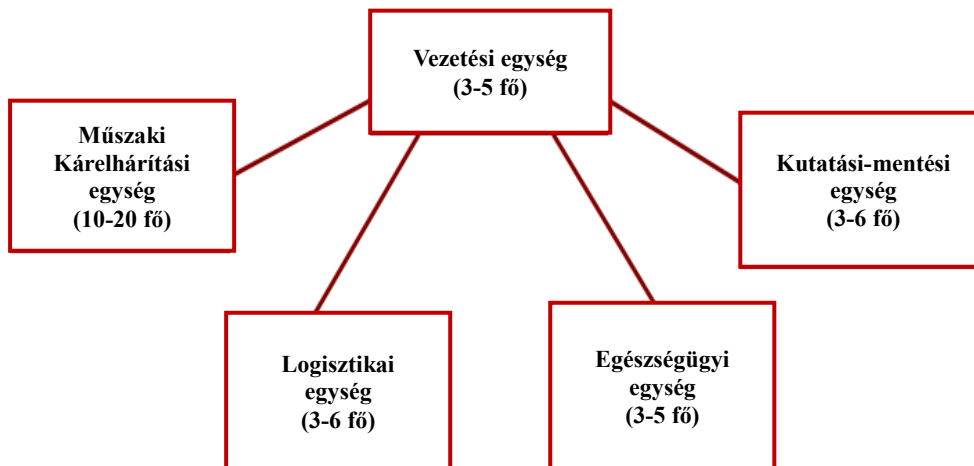 Vezetési egység
(3-5 fő)
Műszaki
Kárelhárítási
egység
(10-20 fő)
Kutatási-mentési
egység
(3-6 fő)
Logisztikai
egység
(3-6 fő)
Egészségügyi
egység
(3-5 fő)